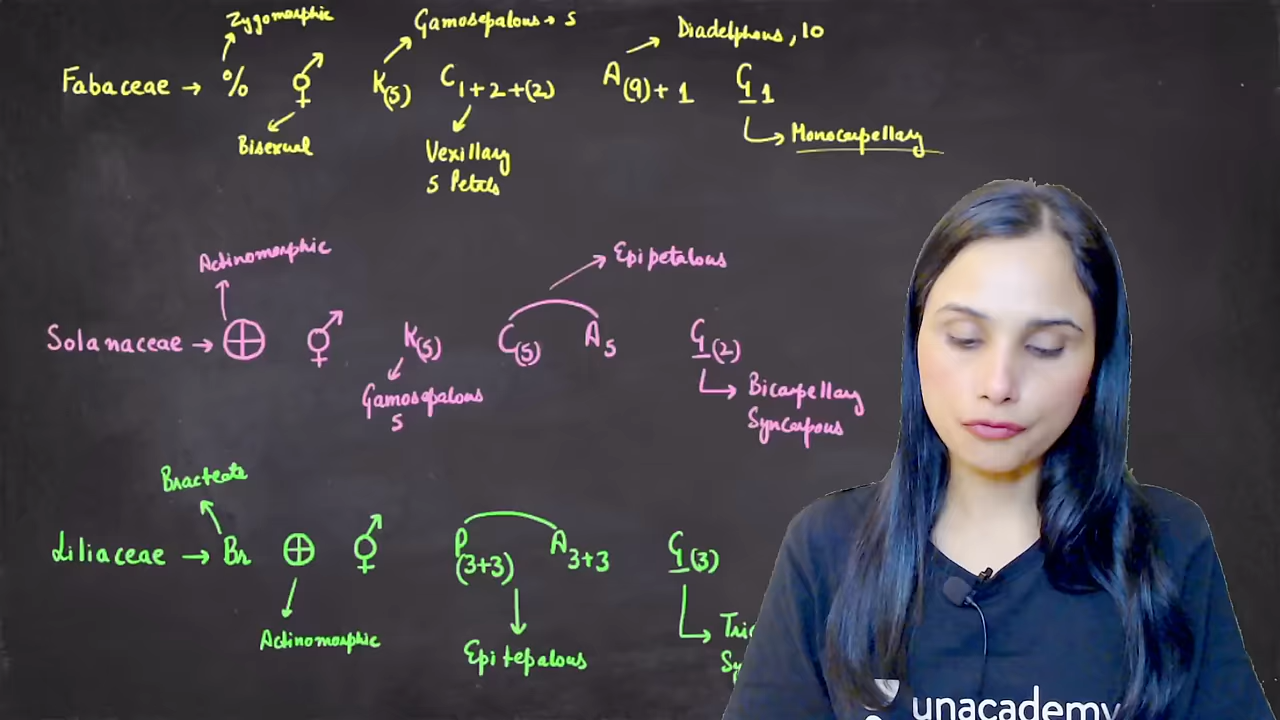 Zygomorphic
Gamosepalous → 5
Diadelphous, 10
Fabaceae → % ⚥ K(5) C1+2+(2) A(9)+1 G1
Bisexual
Vexillary
5 Petals
Monocarpellary
Actinomorphic
Epipetalous
Solanaceae → ⊕ ⚥ K(5) C(5) A5 G(2)
Gamosepalous
5
Bicarpellary
Syncarpous
Bracteate
Liliaceae → Br ⊕ ⚥ P(3+3) A3+3 G(3)
Actinomorphic
Epitepalous
unacademy